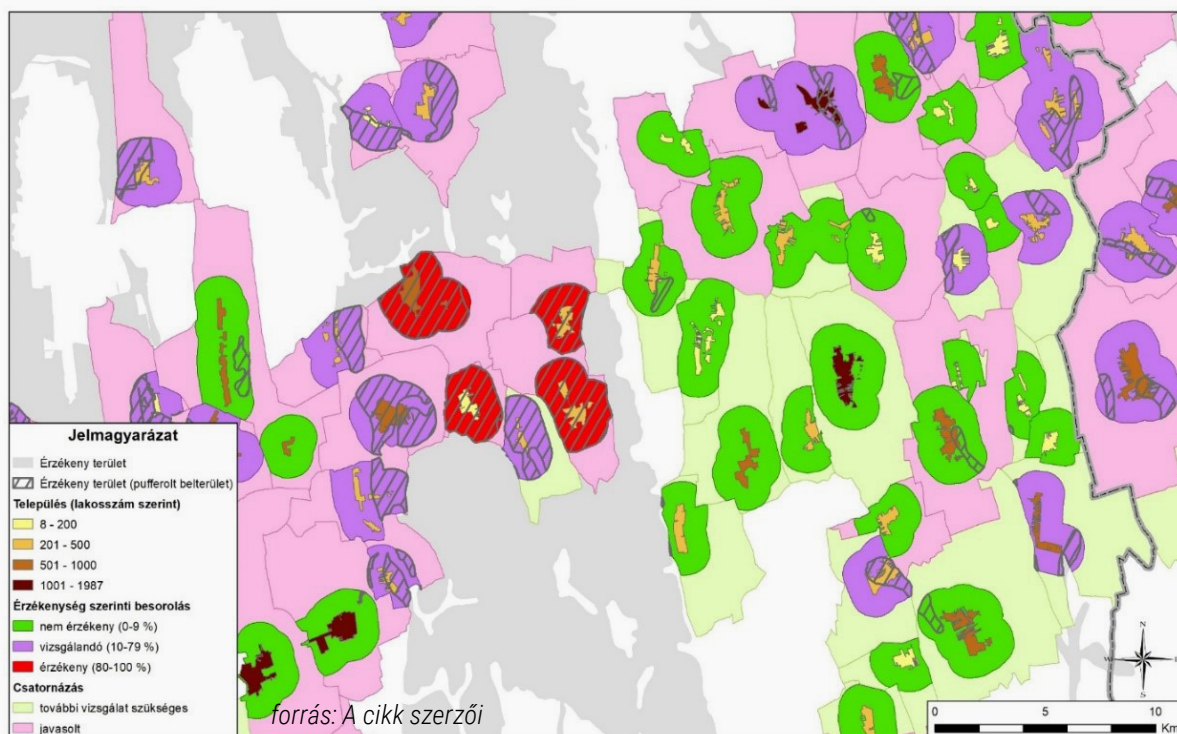 Jelmagyarázat
Érzékeny terület
Érzékeny terület (pufferolt belterület)
Település (lakosszám szerint)
8 - 200
201 - 500
501 - 1000
1001 - 1987
Érzékenység szerinti besorolás
nem érzékeny (0-9 %)
vizsgálandó (10-79 %)
érzékeny (80-100 %)
Csatornázás
további vizsgálat szükséges
javasolt
forrás: A cikk szerzői
N
W
E
S
0 5 10
Km